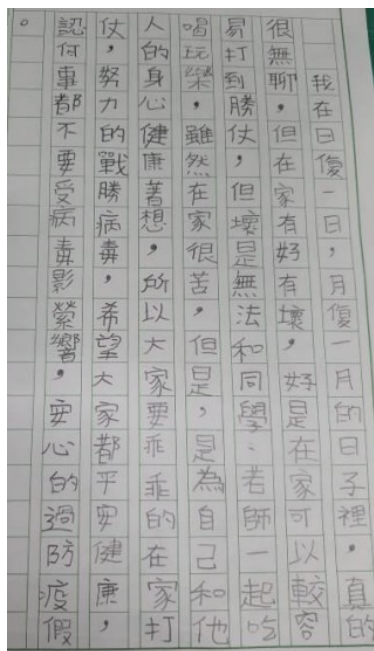 我在日復一日，月復一月的日子裡，真的
很無聊，但在家有好有壞，好是在家可以較容
易打到勝仗，但壞是無法和同學、老師一起吃
喝玩樂，雖然在家很苦，但是，是為自己和他
人的身心健康著想，所以大家要乖乖的在家打
仗，努力的戰勝病毒，希望大家都平安健康，
認何事都不要受病毒影縈響，安心的過防疫假
。